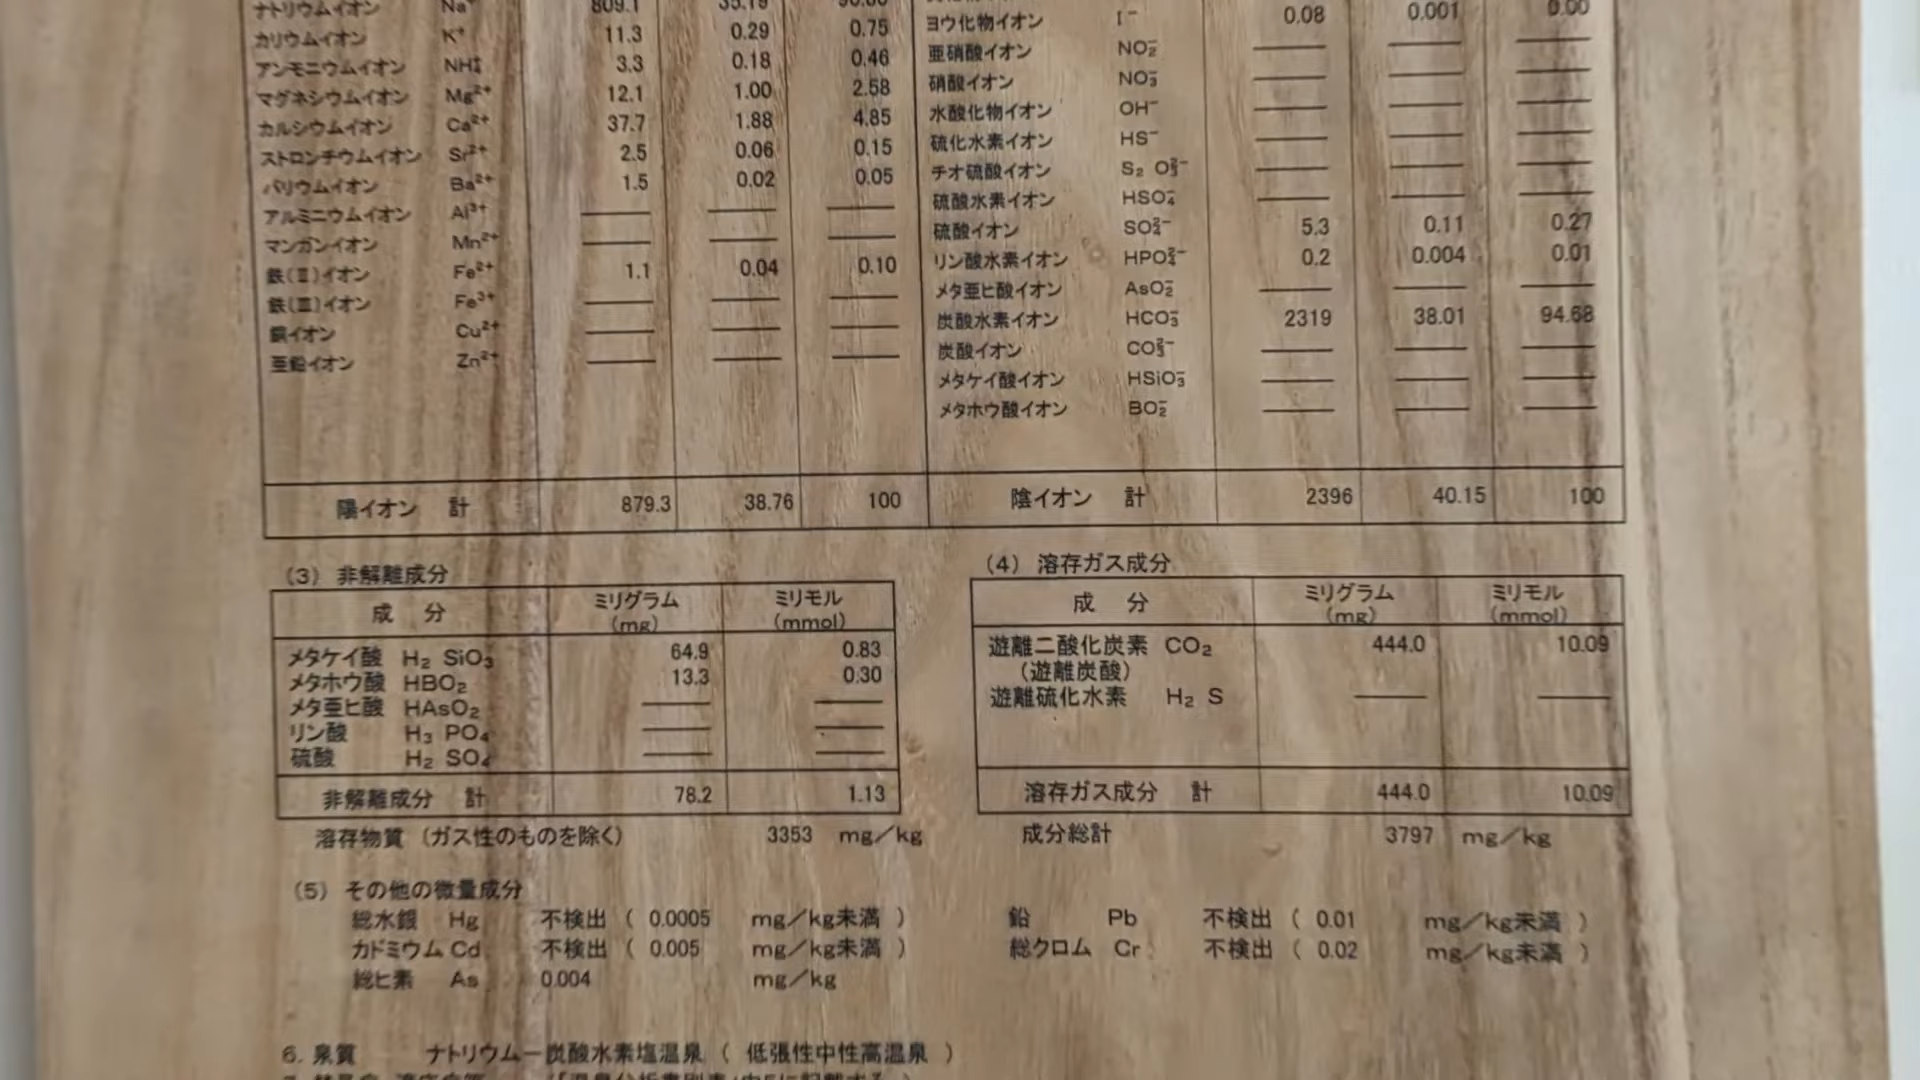 ナトリウムイオン Na⁺ 809.1 35.19
カリウムイオン K⁺ 11.3 0.29 0.75
アンモニウムイオン NH₄⁺ 3.3 0.18 0.46
マグネシウムイオン Mg²⁺ 12.1 1.00 2.58
カルシウムイオン Ca²⁺ 37.7 1.88 4.85
ストロンチウムイオン Sr²⁺ 2.5 0.06 0.15
バリウムイオン Ba²⁺ 1.5 0.02 0.05
アルミニウムイオン Al³⁺ ― ― ―
マンガンイオン Mn²⁺ ― ― ―
鉄(Ⅱ)イオン Fe²⁺ 1.1 0.04 0.10
鉄(Ⅲ)イオン Fe³⁺ ― ― ―
銅イオン Cu²⁺ ― ― ―
亜鉛イオン Zn²⁺ ― ― ―
陽イオン 計 879.3 38.76 100
ヨウ化物イオン I⁻ 0.08 0.001 0.00
亜硝酸イオン NO₂⁻ ― ― ―
硝酸イオン NO₃⁻ ― ― ―
水酸化物イオン OH⁻ ― ― ―
硫化水素イオン HS⁻ ― ― ―
チオ硫酸イオン S₂O₃²⁻ ― ― ―
硫酸水素イオン HSO₄⁻ ― ― ―
硫酸イオン SO₄²⁻ 5.3 0.11 0.27
リン酸水素イオン HPO₄²⁻ 0.2 0.004 0.01
メタ亜ヒ酸イオン AsO₂⁻ ― ― ―
炭酸水素イオン HCO₃⁻ 2319 38.01 94.68
炭酸イオン CO₃²⁻ ― ― ―
メタケイ酸イオン HSiO₃⁻ ― ― ―
メタホウ酸イオン BO₂⁻ ― ― ―
陰イオン 計 2396 40.15 100
(3) 非解離成分
成 分 ミリグラム ミリモル
(mg) (mmol)
メタケイ酸 H₂ SiO₃ 64.9 0.83
メタホウ酸 HBO₂ 13.3 0.30
メタ亜ヒ酸 HAsO₂ ― ―
リン酸 H₃ PO₄ ― ―
硫酸 H₂ SO₄ ― ―
非解離成分 計 78.2 1.13
溶存物質 (ガス性のものを除く) 3353 mg/kg
(4) 溶存ガス成分
成 分 ミリグラム ミリモル
(mg) (mmol)
遊離二酸化炭素 CO₂ 444.0 10.09
(遊離炭酸)
遊離硫化水素 H₂ S ― ―
溶存ガス成分 計 444.0 10.09
成分総計 3797 mg/kg
(5) その他の微量成分
総水銀 Hg 不検出 ( 0.0005 mg/kg未満 ) 鉛 Pb 不検出 ( 0.01 mg/kg未満 )
カドミウム Cd 不検出 ( 0.005 mg/kg未満 ) 総クロム Cr 不検出 ( 0.02 mg/kg未満 )
総ヒ素 As 0.004 mg/kg
6. 泉質 ナトリウム－炭酸水素塩温泉 ( 低張性中性高温泉 )